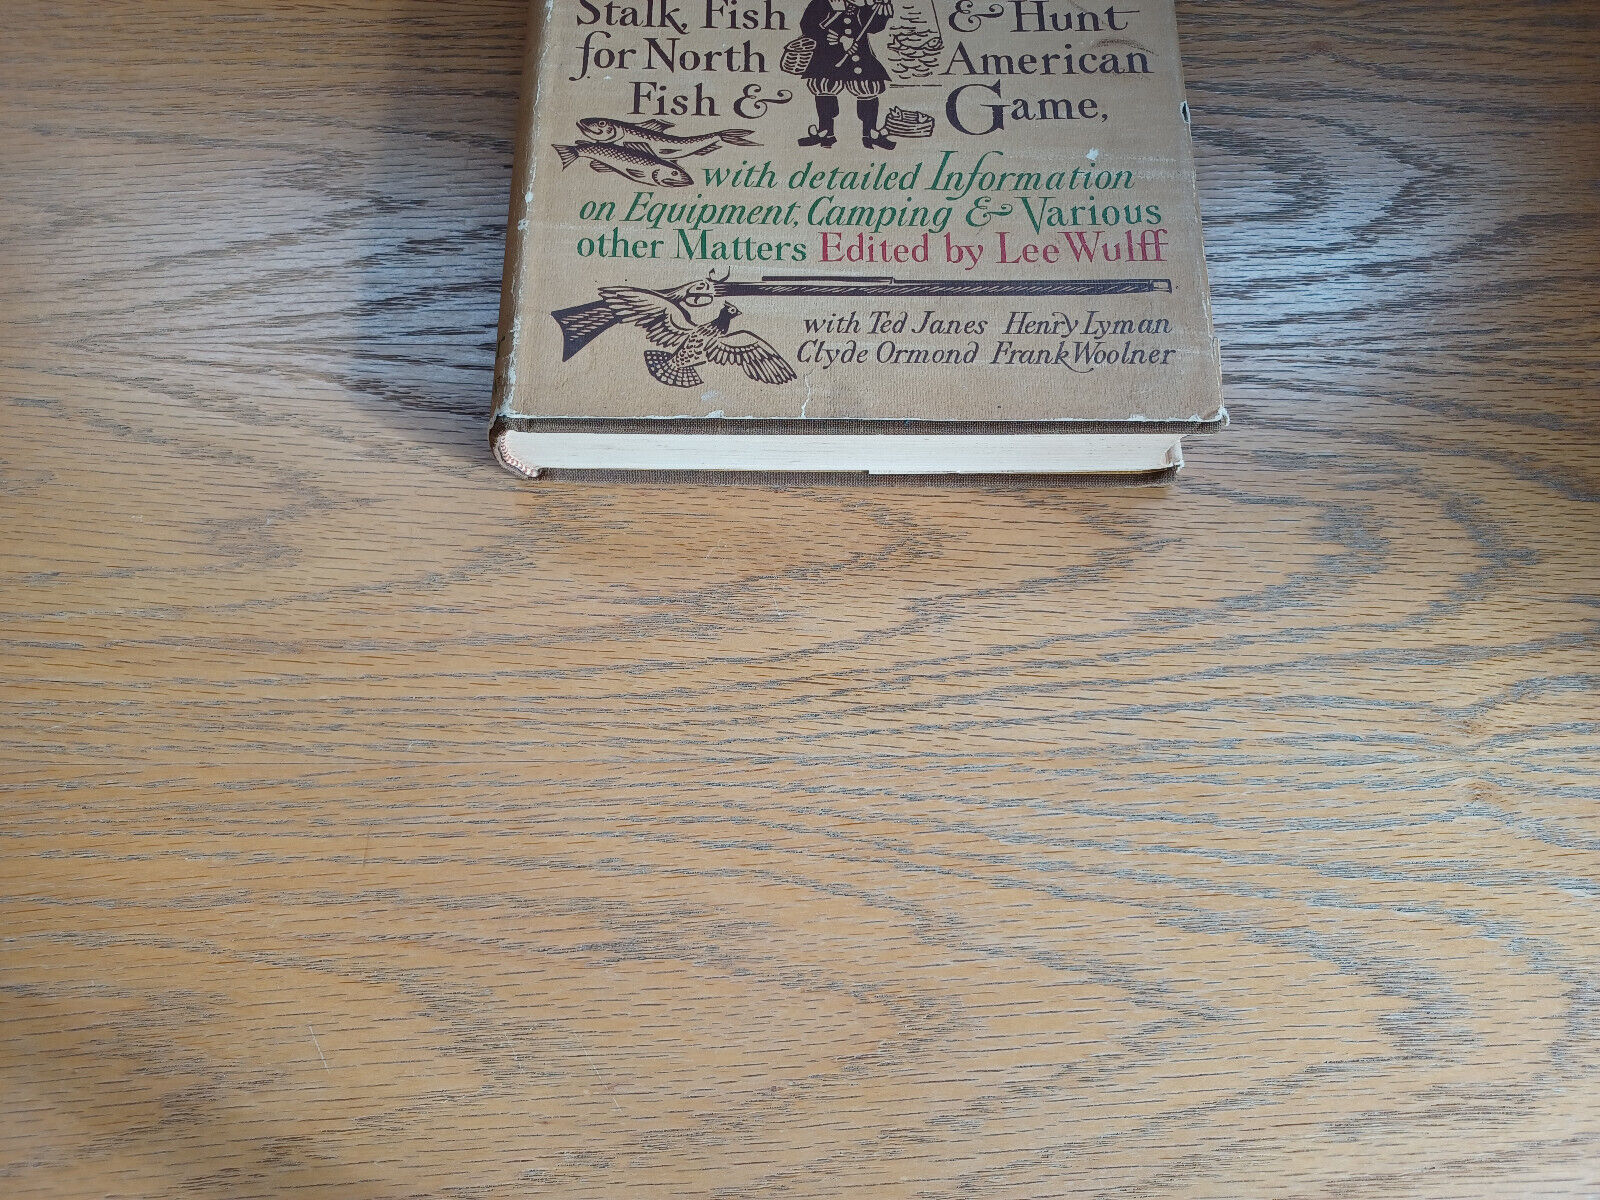 Stalk, Fish & Hunt
for North American
Fish & Game,
with detailed Information
on Equipment, Camping & Various
other Matters Edited by Lee Wulff
with Ted Janes Henry Lyman
Clyde Ormond Frank Woolner